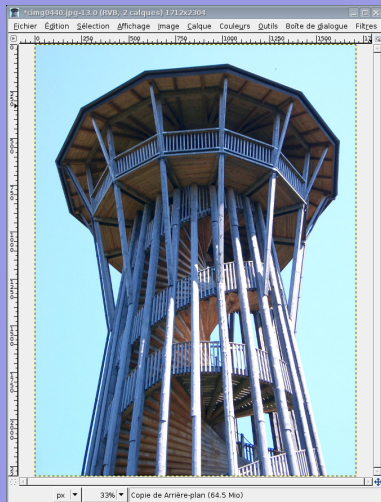 *cimg0440.jpg-13.0 (RVB, 2 calques) 1712x2304
Fichier Édition Sélection Affichage Image Calque Couleurs Outils Boîte de dialogue Filtres
0 250 500 750 1000 1250 1500
px 33% Copie de Arrière-plan (64.5 Mio)